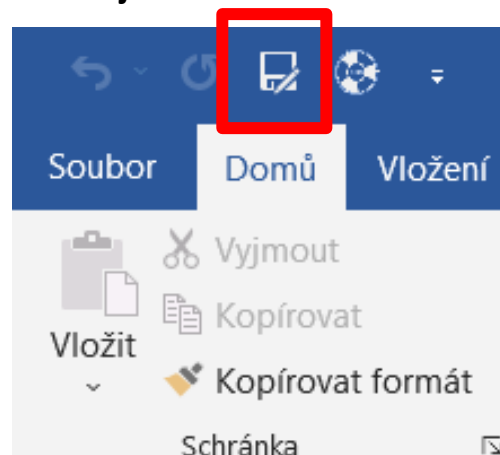 Soubor Domů Vložení
Vyjmout
Kopírovat
Vložit
Kopírovat formát
Schránka